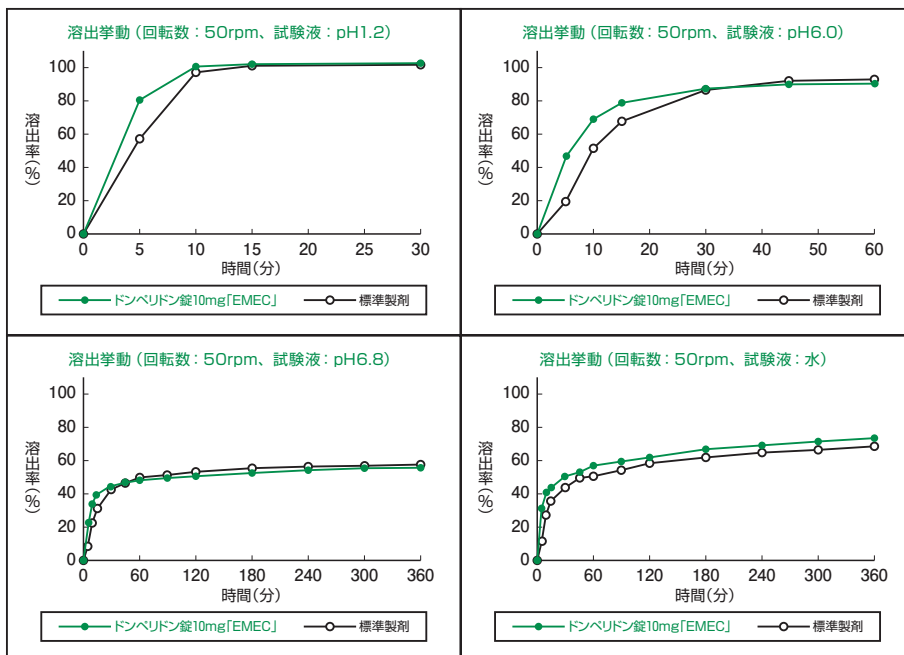 溶出挙動（回転数：50rpm、試験液：pH1.2）
溶出率(%)
100
80
60
40
20
0
0 5 10 15 20 25 30
時間(分)
ドンペリドン錠10mg「EMEC」 標準製剤
溶出挙動（回転数：50rpm、試験液：pH6.0）
溶出率(%)
100
80
60
40
20
0
0 10 20 30 40 50 60
時間(分)
ドンペリドン錠10mg「EMEC」 標準製剤
溶出挙動（回転数：50rpm、試験液：pH6.8）
溶出率(%)
100
80
60
40
20
0
0 60 120 180 240 300 360
時間(分)
ドンペリドン錠10mg「EMEC」 標準製剤
溶出挙動（回転数：50rpm、試験液：水）
溶出率(%)
100
80
60
40
20
0
0 60 120 180 240 300 360
時間(分)
ドンペリドン錠10mg「EMEC」 標準製剤